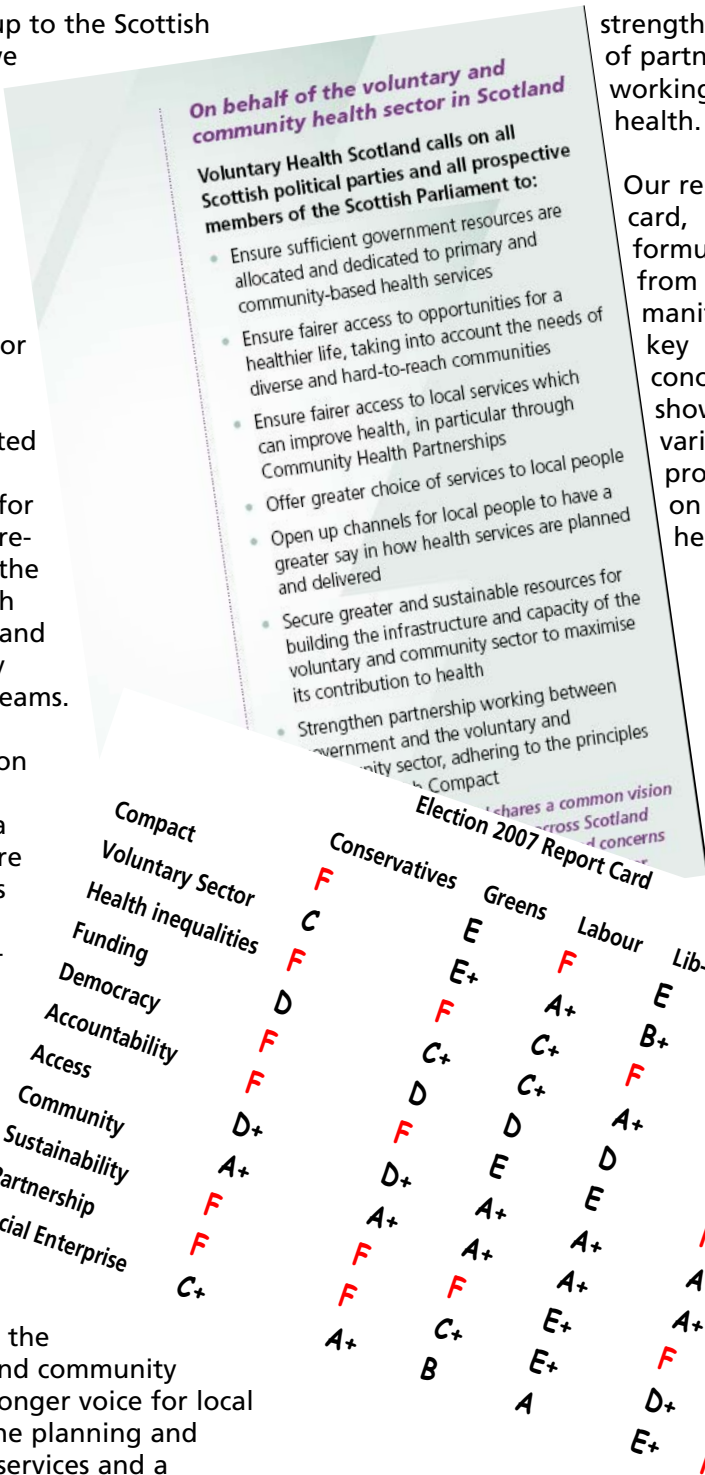 up to the Scottish
or
for
the
and
eams.
on
a
the
nd community
onger voice for local
ne planning and
services and a
On behalf of the voluntary and
community health sector in Scotland
Voluntary Health Scotland calls on all
Scottish political parties and all prospective
members of the Scottish Parliament to:
• Ensure sufficient government resources are
allocated and dedicated to primary and
community-based health services
• Ensure fairer access to opportunities for a
healthier life, taking into account the needs of
diverse and hard-to-reach communities
• Ensure fairer access to local services which
can improve health, in particular through
Community Health Partnerships
• Offer greater choice of services to local people
• Open up channels for local people to have a
greater say in how health services are planned
and delivered
• Secure greater and sustainable resources for
building the infrastructure and capacity of the
voluntary and community sector to maximise
its contribution to health
• Strengthen partnership working between
vernment and the voluntary and
nity sector, adhering to the principles
Compact
shares a common vision
cross Scotland
concerns
strength
of partn
working
health.
Our re
card,
formu
from
manif
key
conc
show
vari
pro
on
he
Election 2007 Report Card
Conservatives Greens Labour Lib-
Compact F E F E
Voluntary Sector C E+ A+ B+
Health inequalities F F C+ F
Funding D C+ C+ A+
Democracy F D D D
Accountability F F E E
Access D+ D+ A+ A+ A
Community A+ A+ A+ A+ A+
Sustainability F F F E+ F
Partnership F F C+ E+ D+
cial Enterprise C+ A+ B A E+